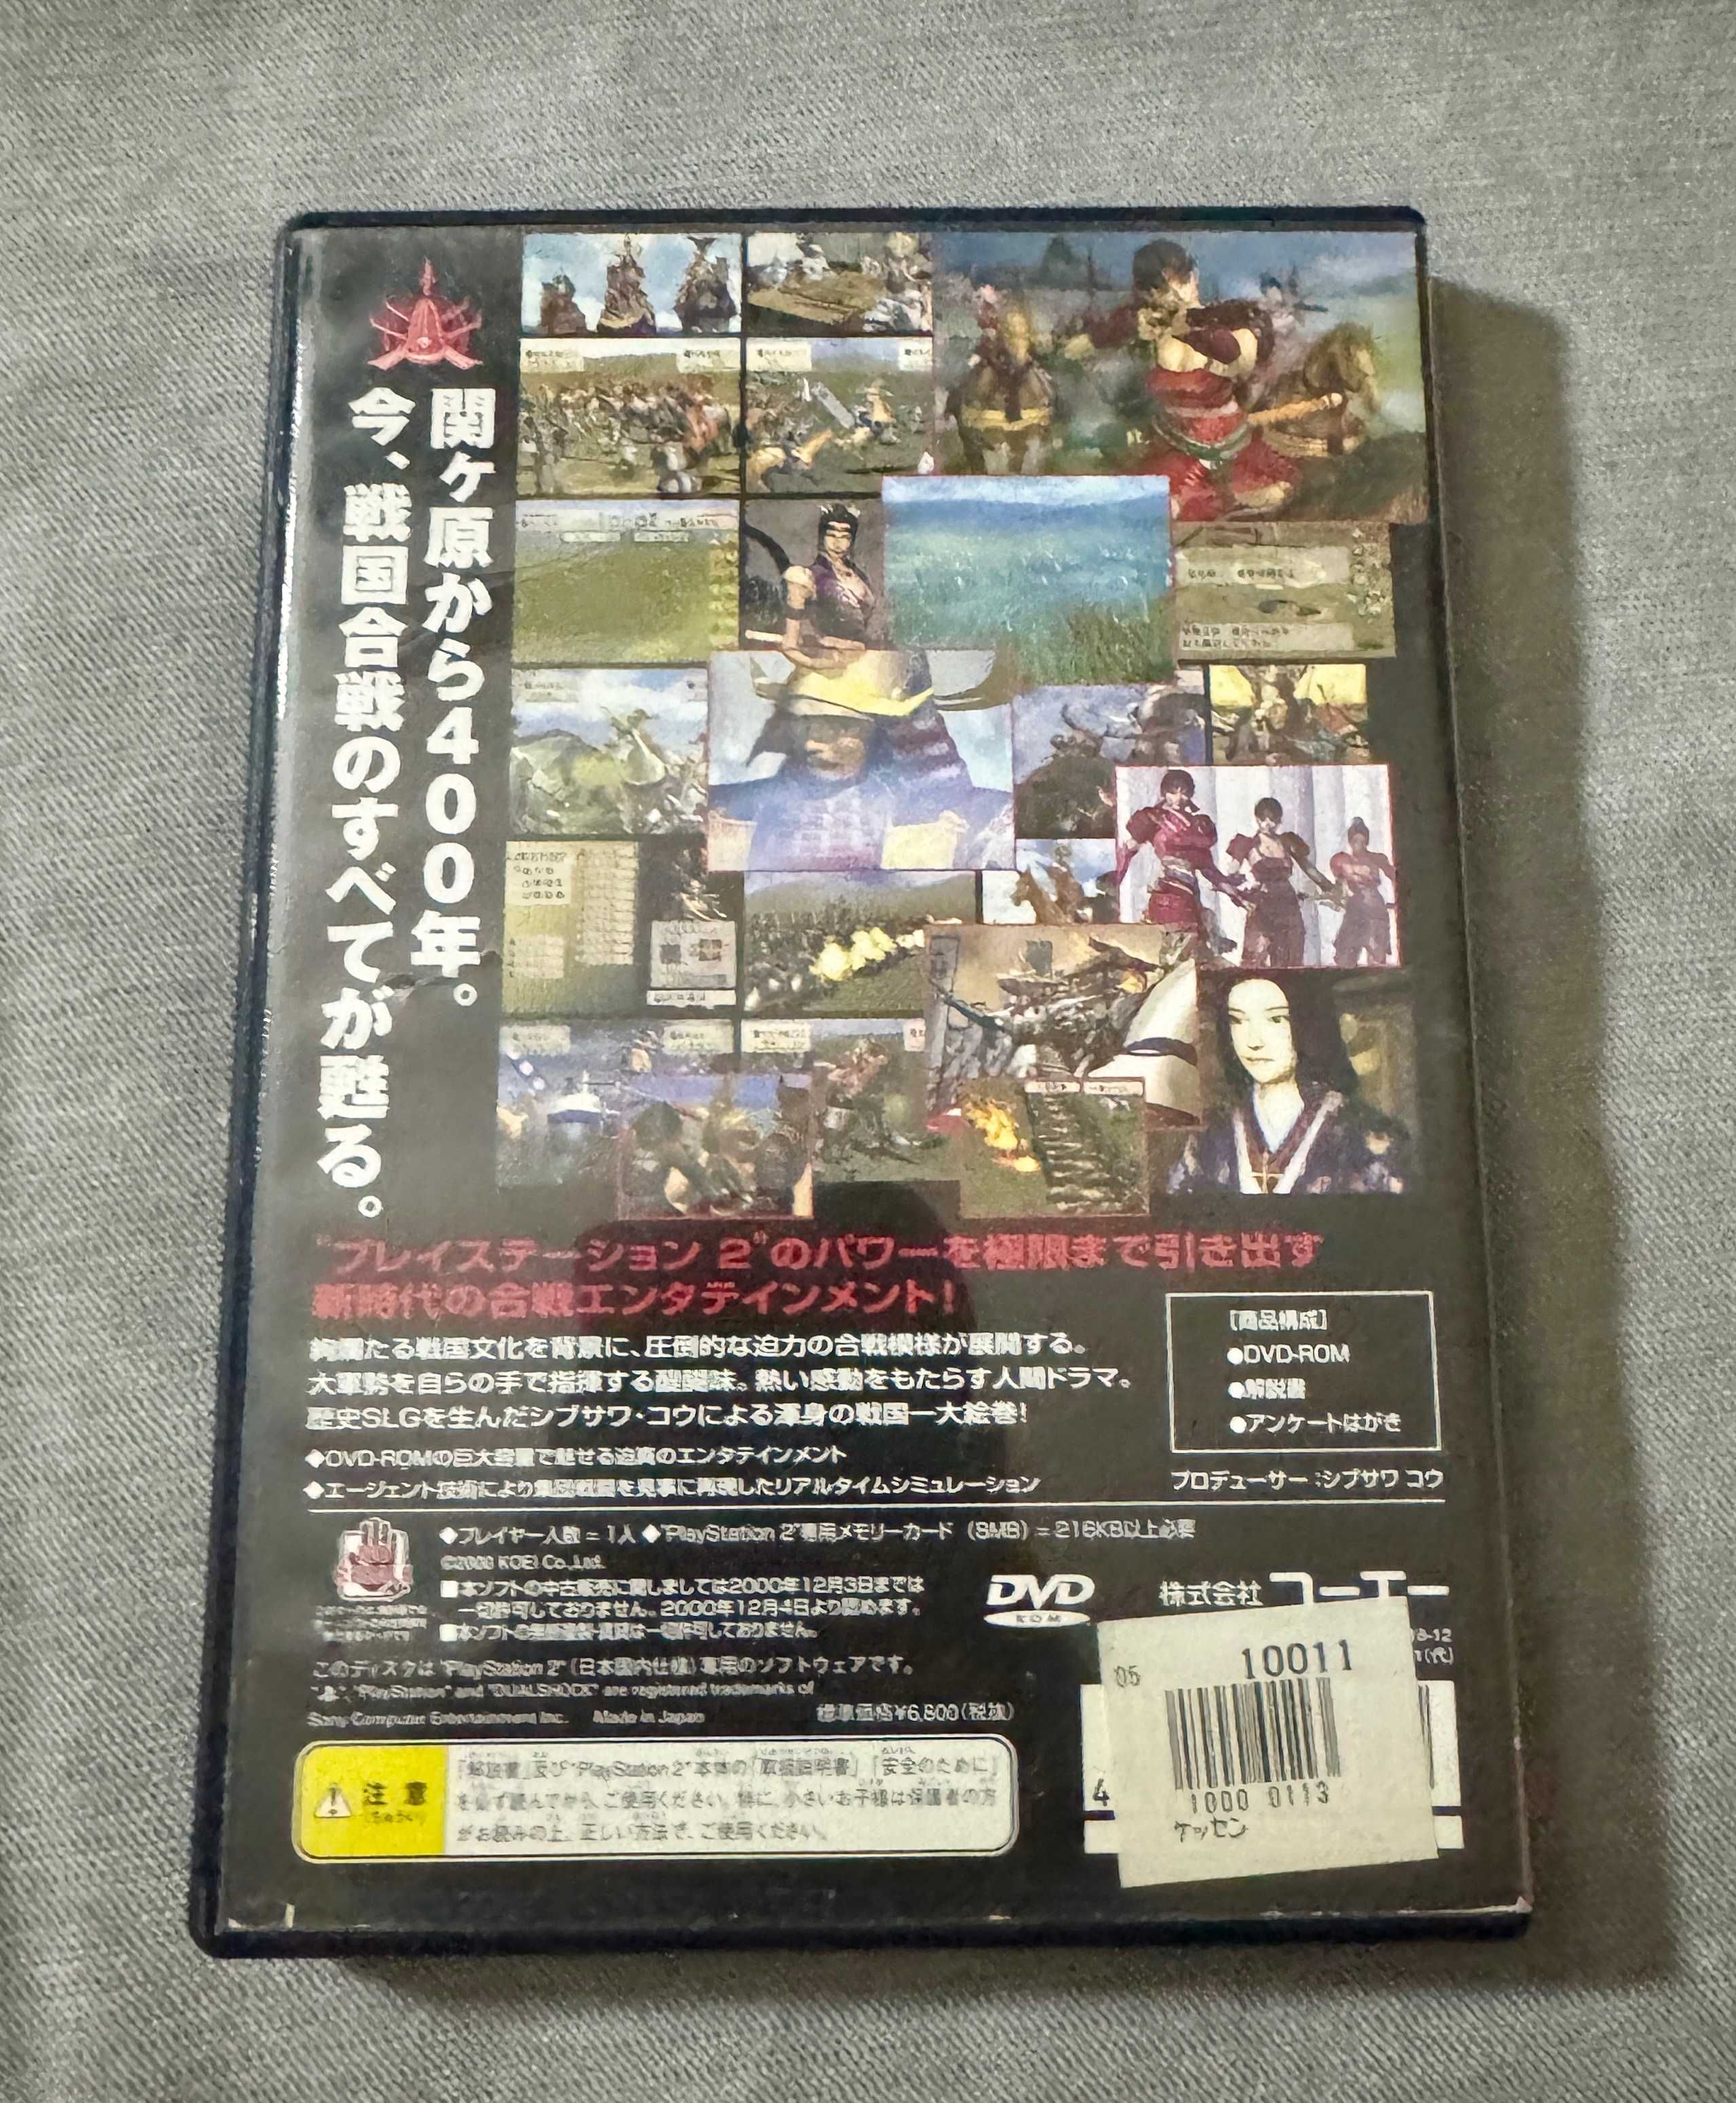 関ヶ原から400年。
今、戦国合戦のすべてが甦る。
"プレイステーション 2"のパワーを極限まで引き出す
新時代の合戦エンタテインメント!
絢爛たる戦国文化を背景に、圧倒的な迫力の合戦模様が展開する。
大軍勢を自らの手で指揮する醍醐味。熱い感動をもたらす人間ドラマ。
歴史SLGを生んだシブサワ・コウによる渾身の戦国一大絵巻!
◆DVD-ROMの巨大容量で魅せる迫真のエンタテインメント
◆エージェント技術により集団戦闘を見事に再現したリアルタイムシミュレーション
[商品構成]
●DVD-ROM
●解説書
●アンケートはがき
プロデューサー:シブサワ コウ
◆プレイヤー人数=1人 ◆"PlayStation 2"専用メモリーカード (8MB) =216KB以上必要
©2000 KOEI Co.,Ltd.
■本ソフトの中古販売に関しましては2000年12月3日までは
一切許可しておりません。2000年12月4日より認めます。
■本ソフトの無断複製・賃貸は一切許可しておりません。
このディスクは"PlayStation 2"(日本国内仕様)専用のソフトウェアです。
"PlayStation" and "DUALSHOCK" are registered trademarks of
Sony Computer Entertainment Inc. Made in Japan
標準価格¥6,800(税抜)
DVD
ROM
株式会社コーエー
8-12
1(代)
05
10011
1000 0113
ケッセン
4
注意
ちゅうい
「解説書」及び"PlayStation 2"本体の「取扱説明書」「安全のために」
を必ず読んでから、ご使用ください。特に、小さいお子様は保護者の方
がお読みの上、正しい方法で、ご使用ください。